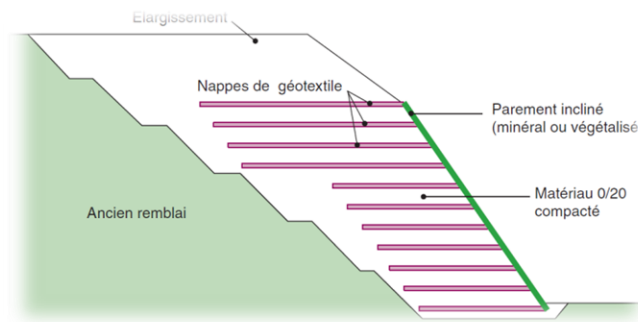 Elargissement
Nappes de géotextile
Parement incliné
(minéral ou végétalisé
Matériau 0/20
compacté
Ancien remblai